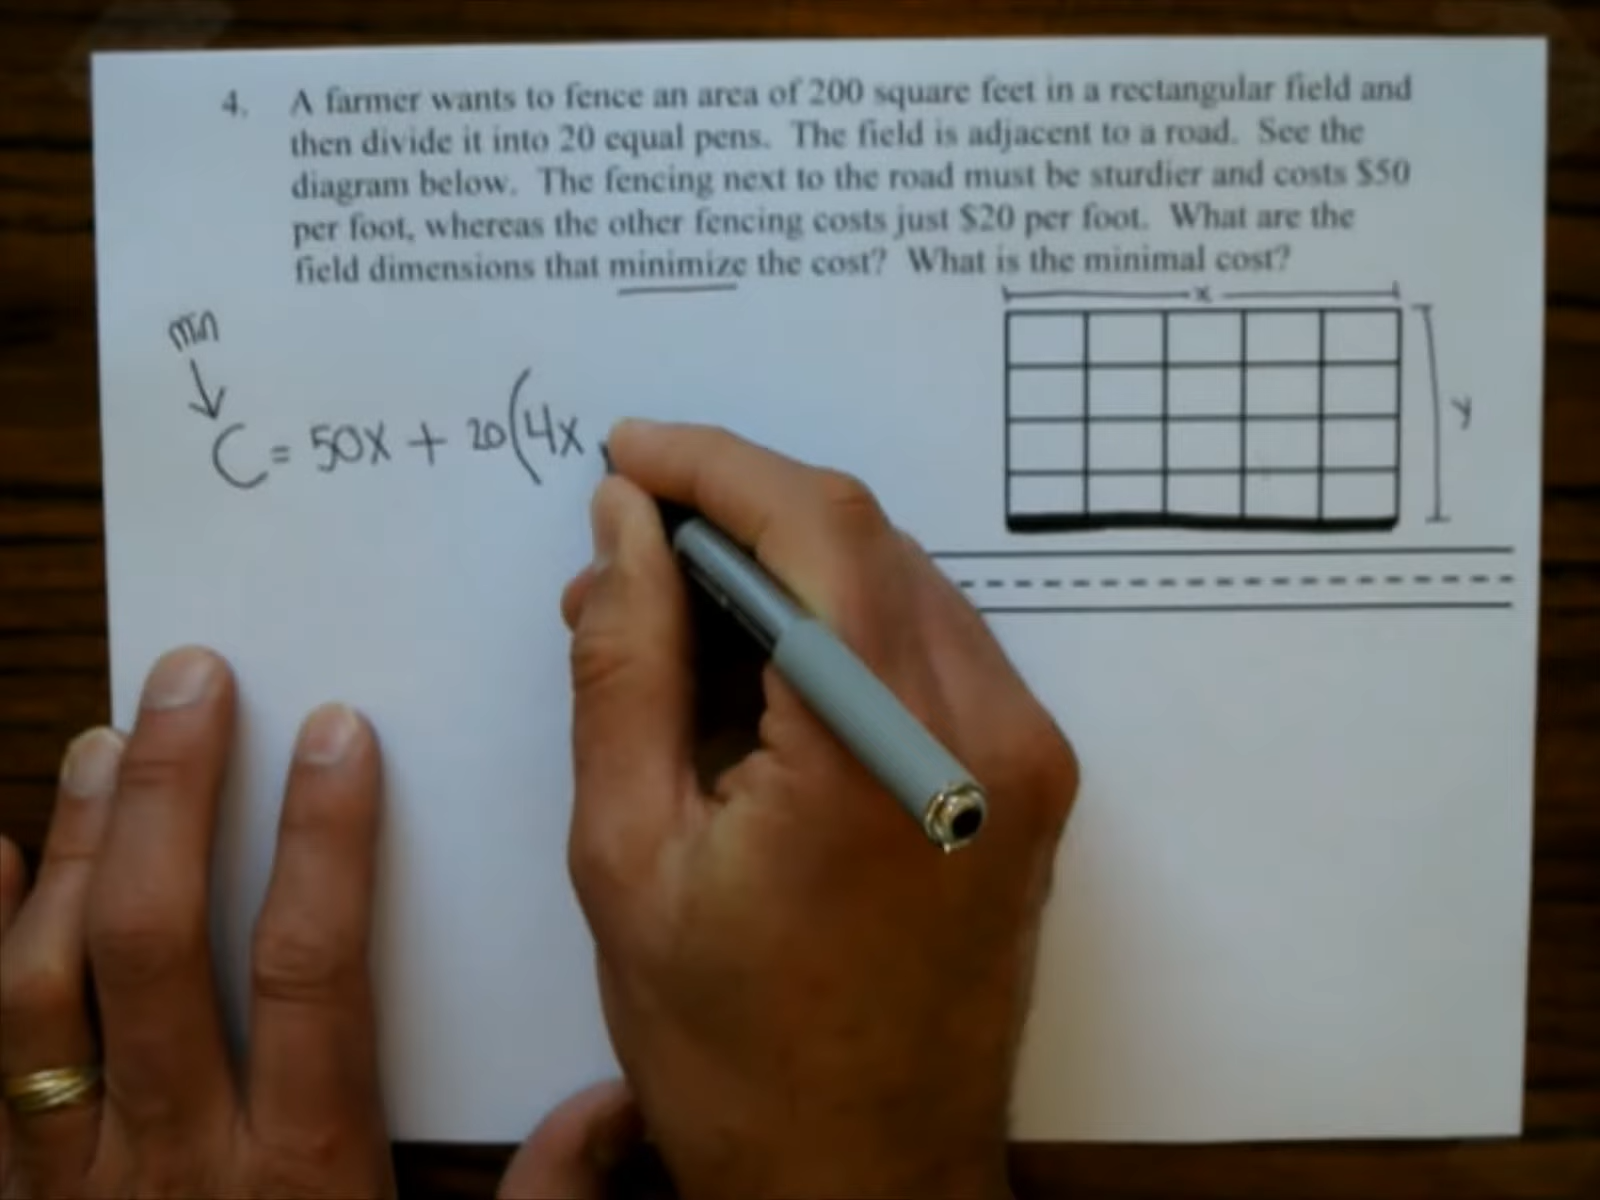 4. A farmer wants to fence an area of 200 square feet in a rectangular field and
then divide it into 20 equal pens. The field is adjacent to a road. See the
diagram below. The fencing next to the road must be sturdier and costs $50
per foot, whereas the other fencing costs just $20 per foot. What are the
field dimensions that minimize the cost? What is the minimal cost?
x
min
y
C = 50x + 20(4x